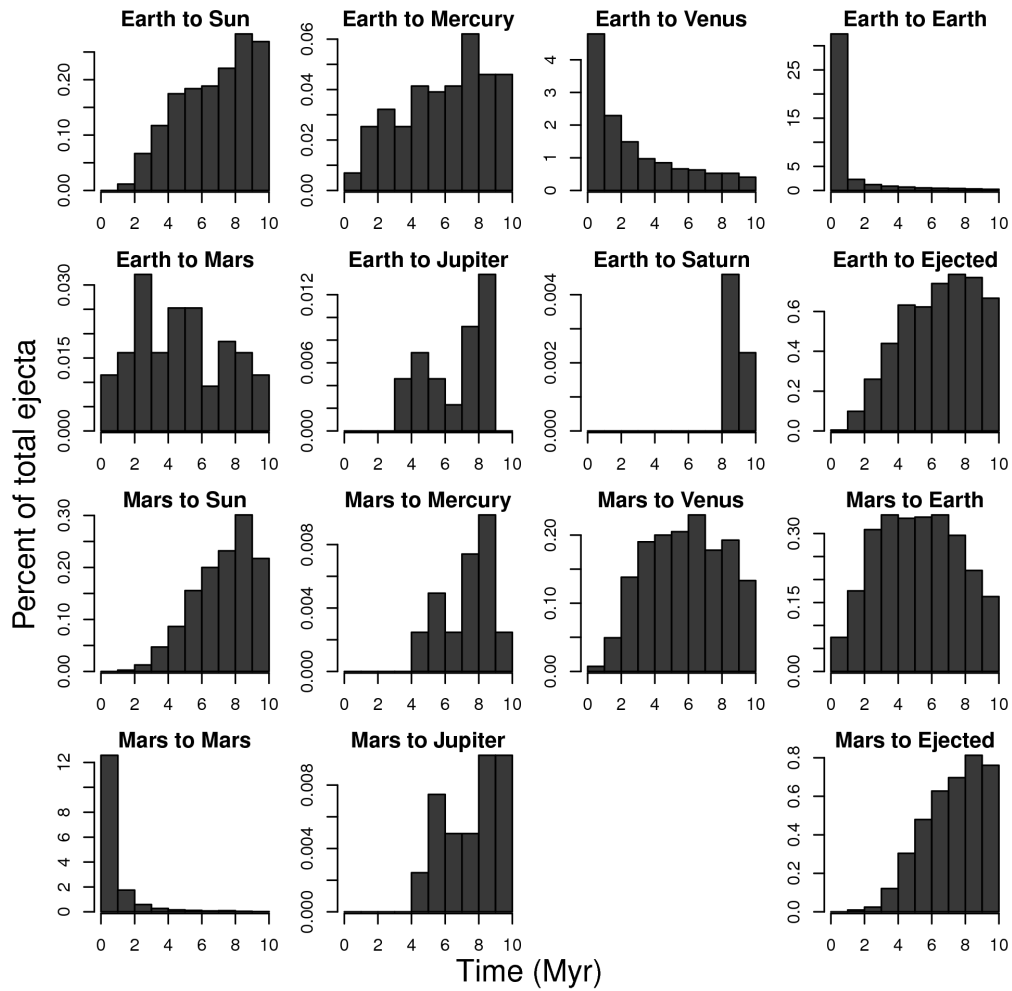 Earth to Sun
Earth to Mercury
Earth to Venus
Earth to Earth
0.00 0.10 0.20
0.00 0.02 0.04 0.06
0 1 2 3 4
0 5 15 25
0 2 4 6 8 10
0 2 4 6 8 10
0 2 4 6 8 10
0 2 4 6 8 10
Earth to Mars
Earth to Jupiter
Earth to Saturn
Earth to Ejected
0.000 0.015 0.030
0.000 0.006 0.012
0.000 0.002 0.004
0.0 0.2 0.4 0.6
0 2 4 6 8 10
0 2 4 6 8 10
0 2 4 6 8 10
0 2 4 6 8 10
Percent of total ejecta
Mars to Sun
Mars to Mercury
Mars to Venus
Mars to Earth
0.00 0.10 0.20 0.30
0.000 0.004 0.008
0.00 0.10 0.20
0.00 0.15 0.30
0 2 4 6 8 10
0 2 4 6 8 10
0 2 4 6 8 10
0 2 4 6 8 10
Mars to Mars
Mars to Jupiter
Mars to Ejected
0 2 4 6 8 12
0.000 0.004 0.008
0.0 0.2 0.4 0.6 0.8
0 2 4 6 8 10
0 2 4 6 8 10
0 2 4 6 8 10
Time (Myr)